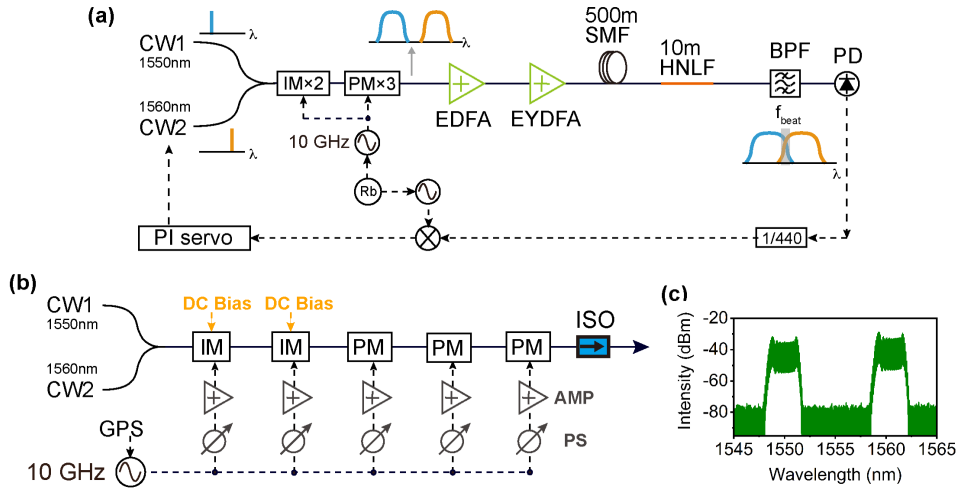 (a)
CW1
1550nm
1560nm
CW2
λ
λ
IM×2
PM×3
10 GHz
Rb
λ
EDFA
EYDFA
500m
SMF
10m
HNLF
BPF
PD
f_beat
λ
PI servo
1/440
(b)
CW1
1550nm
1560nm
CW2
DC Bias
DC Bias
IM
IM
PM
PM
PM
ISO
AMP
PS
GPS
10 GHz
(c)
Intensity (dBm)
-20
-40
-60
-80
1545
1550
1555
1560
1565
Wavelength (nm)